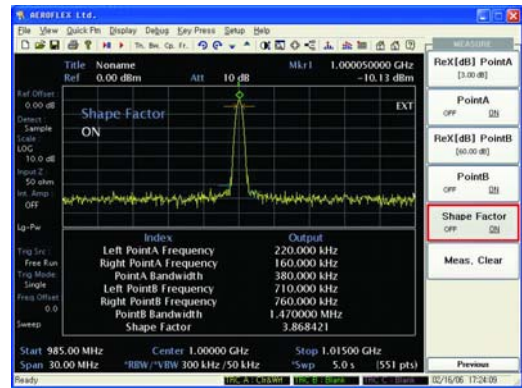 AEROFLEX Ltd.
File View Quick Ftn Display Debug Key Press Setup Help
Title Noname Mkr1 1.000050000 GHz
Ref 0.00 dBm Att 10 dB -10.13 dBm
Ref Offset :
0.00 dB
Detect :
Sample
Scale :
LOG
10.0 dB
Input Z :
50 ohm
Int. Amp :
OFF
Lg-Pw
Trig Src :
Free Run
Trig Mode:
Single
Freq Offset
0.0
Sweep
Shape Factor
ON
EXT
Index Output
Left PointA Frequency 220.000 kHz
Right PointA Frequency 160.000 kHz
PointA Bandwidth 380.000 kHz
Left PointB Frequency 710.000 kHz
Right PointB Frequency 760.000 kHz
PointB Bandwidth 1.470000 MHz
Shape Factor 3.868421
Start 985.00 MHz Center 1.00000 GHz Stop 1.01500 GHz
Span 30.00 MHz *RBW/*VBW 300 kHz /50 kHz *Swp 5.0 s (551 pts)
MEASURE
ReX[dB] PointA
[3.00 dB]
PointA
OFF ON
ReX[dB] PointB
[60.00 dB]
PointB
OFF ON
Shape Factor
OFF ON
Meas, Clear
Previous
Ready TRC A : Clr&Wrt TRC B : Blank TRC C : Blank 02/16/06 17:24:09